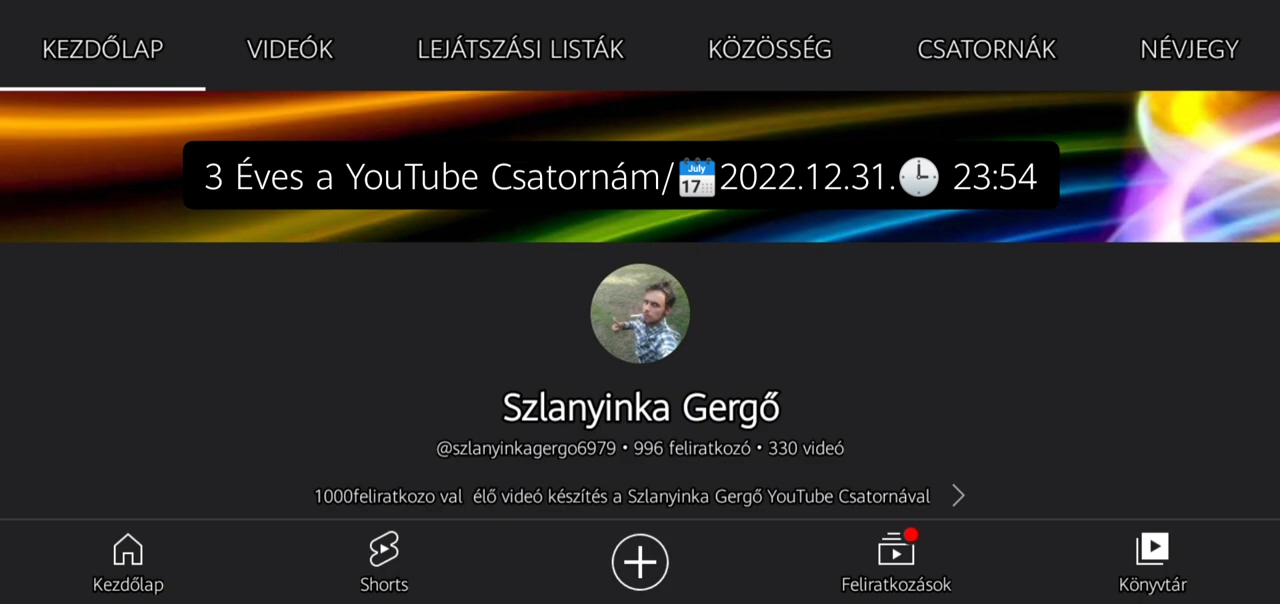 KEZDŐLAP VIDEÓK LEJÁTSZÁSI LISTÁK KÖZÖSSÉG CSATORNÁK NÉVJEGY
3 Éves a YouTube Csatornám/📅2022.12.31.🕒 23:54
Szlanyinka Gergő
@szlanyinkagergo6979 • 996 feliratkozó • 330 videó
1000feliratkozo val élő videó készítés a Szlanyinka Gergő YouTube Csatornával
Kezdőlap Shorts Feliratkozások Könyvtár